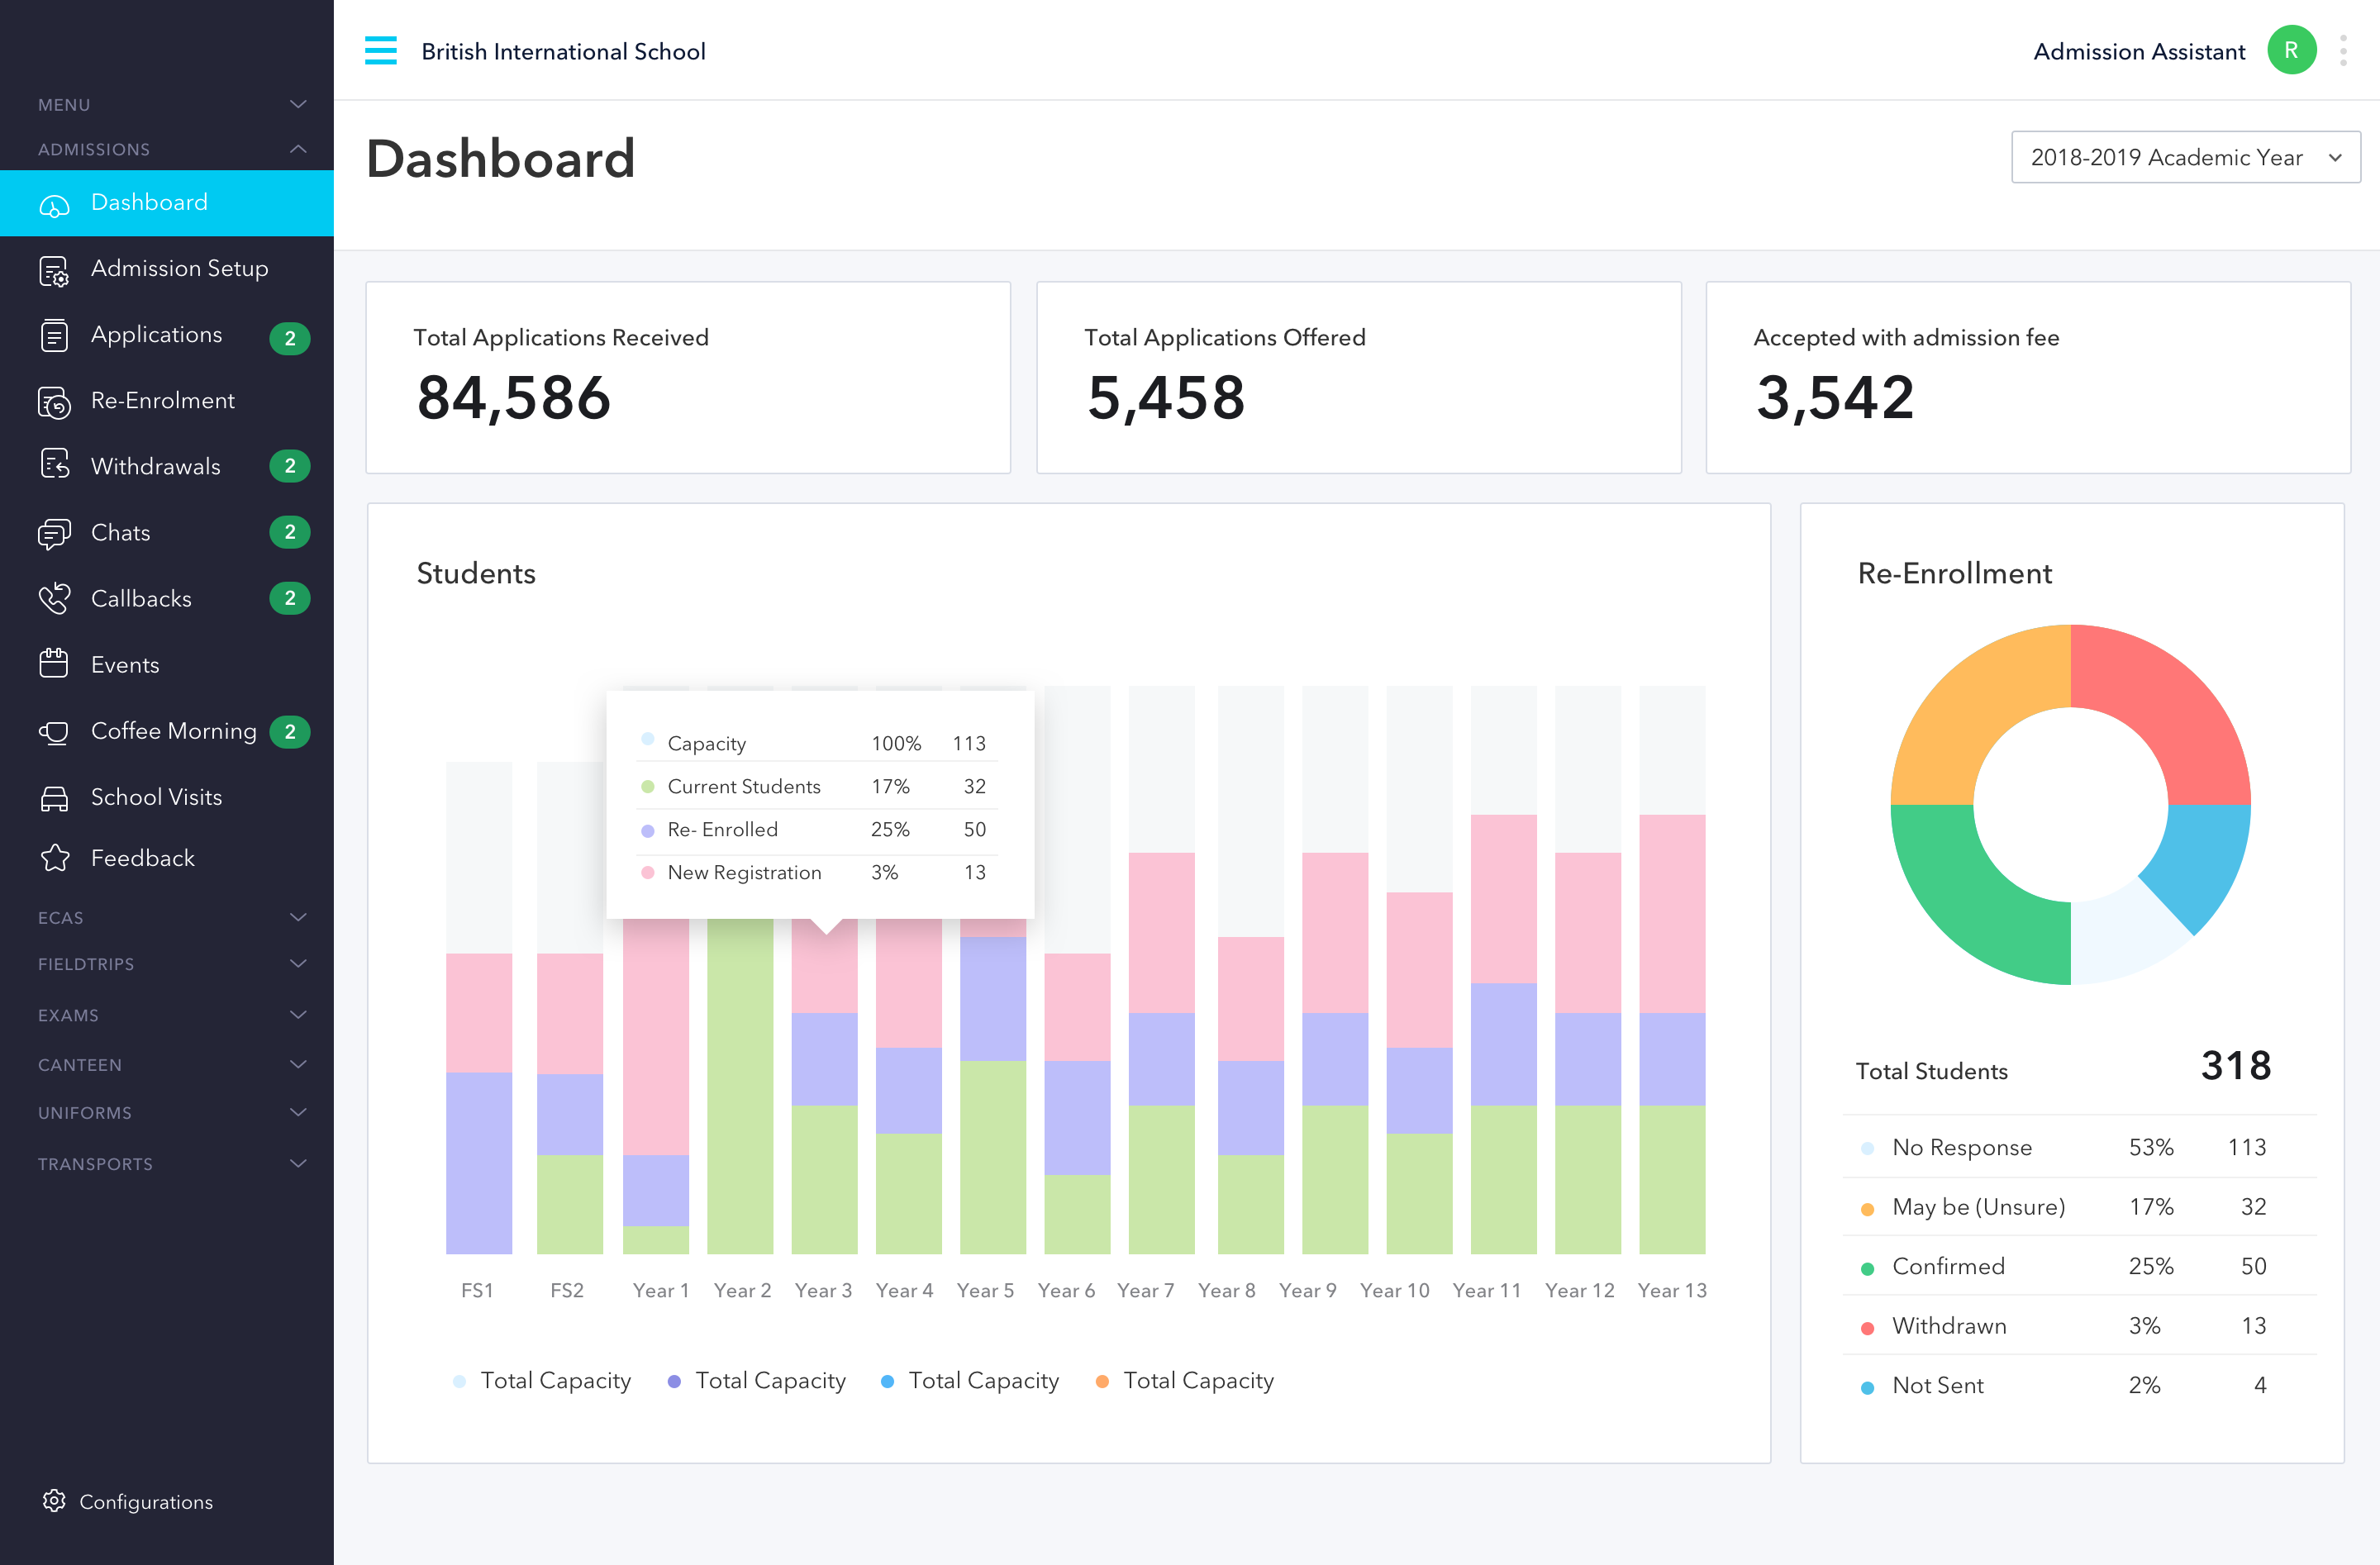 British International School
Admission Assistant
R
MENU
ADMISSIONS
Dashboard
Admission Setup
Applications 2
Re-Enrolment
Withdrawals 2
Chats 2
Callbacks 2
Events
Coffee Morning 2
School Visits
Feedback
ECAS
FIELDTRIPS
EXAMS
CANTEEN
UNIFORMS
TRANSPORTS
Configurations
Dashboard
2018-2019 Academic Year
Total Applications Received
84,586
Total Applications Offered
5,458
Accepted with admission fee
3,542
Students
Capacity 100% 113
Current Students 17% 32
Re- Enrolled 25% 50
New Registration 3% 13
FS1 FS2 Year 1 Year 2 Year 3 Year 4 Year 5 Year 6 Year 7 Year 8 Year 9 Year 10 Year 11 Year 12 Year 13
Total Capacity Total Capacity Total Capacity Total Capacity
Re-Enrollment
Total Students 318
No Response 53% 113
May be (Unsure) 17% 32
Confirmed 25% 50
Withdrawn 3% 13
Not Sent 2% 4